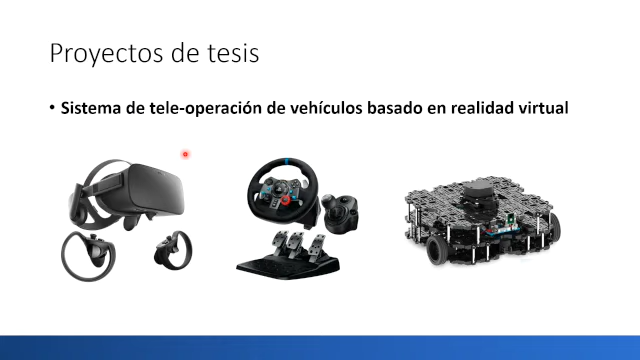 Proyectos de tesis
• Sistema de tele-operación de vehículos basado en realidad virtual